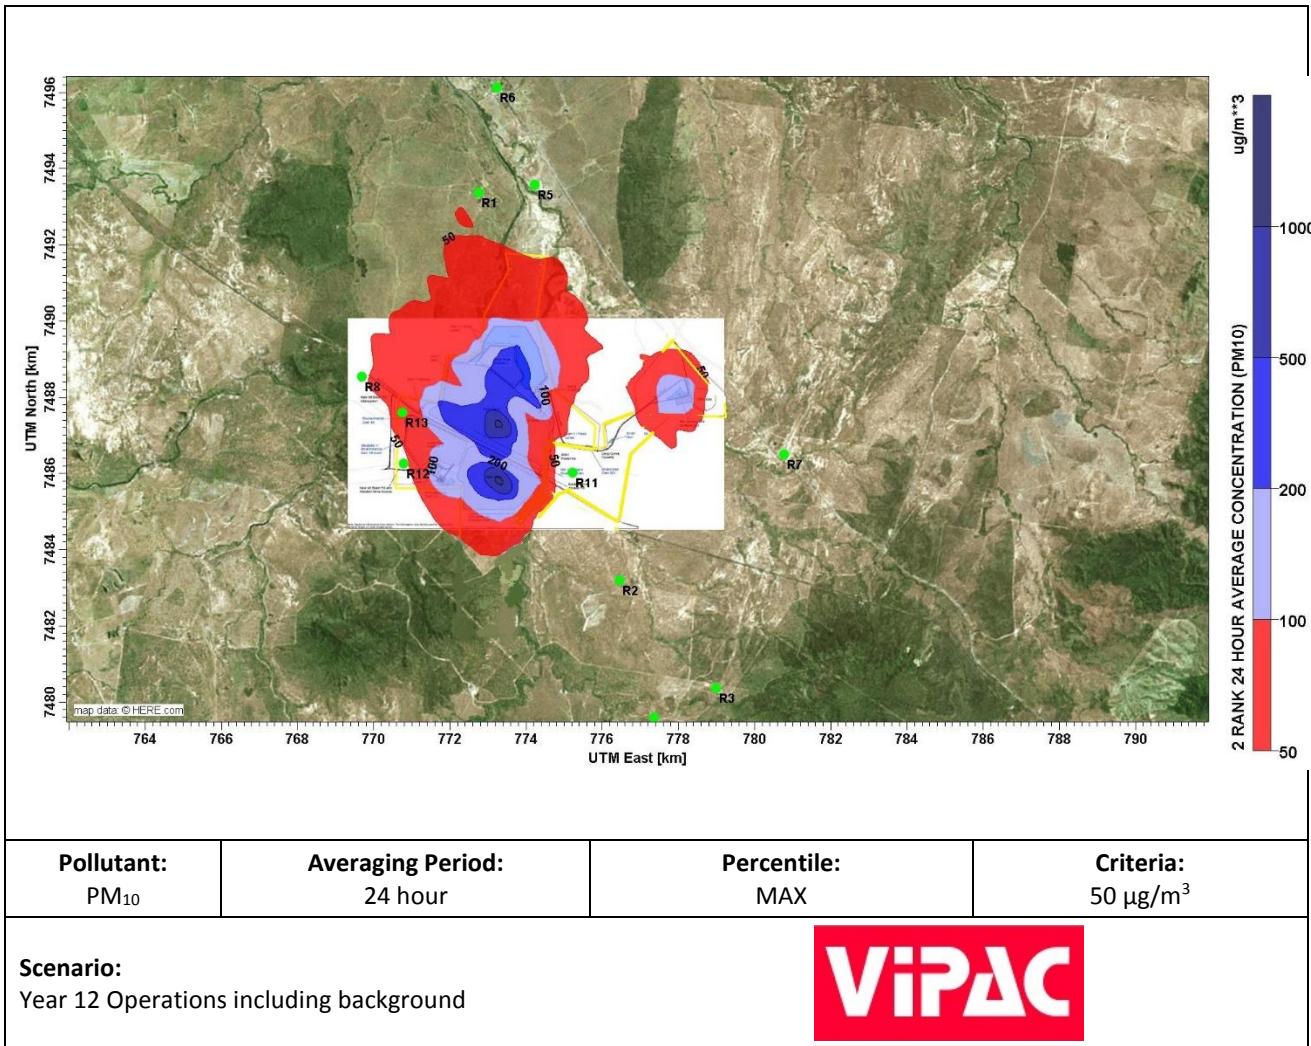 7496
7494
7492
7490
7488
7486
7484
7482
7480
UTM North [km]
R6
R5
R1
50
R8
R13
50
R12
100
200
100
50
R11
50
R7
R2
R3
map data: © HERE.com
764
766
768
770
772
774
776
778
780
782
784
786
788
790
UTM East [km]
ug/m**3
2 RANK 24 HOUR AVERAGE CONCENTRATION (PM10)
1000
500
200
100
50
Pollutant:
PM10
Averaging Period:
24 hour
Percentile:
MAX
Criteria:
50 µg/m³
Scenario:
Year 12 Operations including background
ViPAC